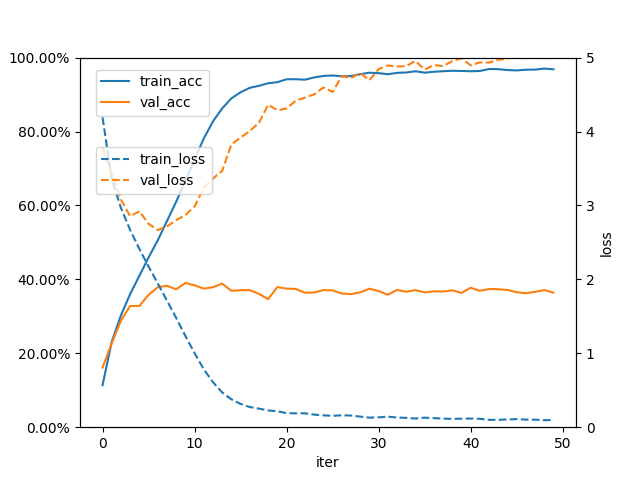 100.00%
80.00%
60.00%
40.00%
20.00%
0.00%
train_acc
val_acc
train_loss
val_loss
5
4
3
2
1
0
loss
0 10 20 30 40 50
iter